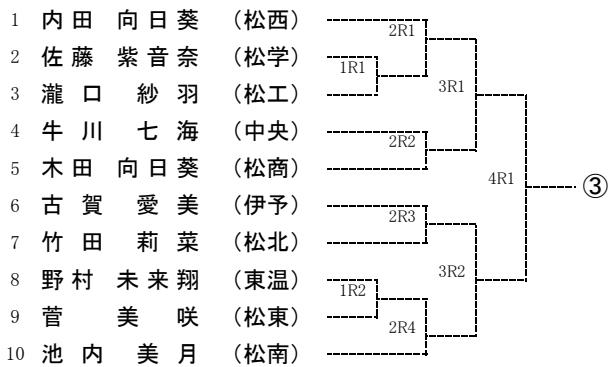 1 内田 向日葵 (松西)
2R1
2 佐藤 紫音奈 (松学)
1R1
3R1
3 瀧口 紗羽 (松工)
4 牛川 七海 (中央)
2R2
5 木田 向日葵 (松商)
4R1
③
6 古賀 愛美 (伊予)
2R3
7 竹田 莉菜 (松北)
3R2
8 野村 未来翔 (東温)
1R2
9 菅 美咲 (松東)
2R4
10 池内 美月 (松南)